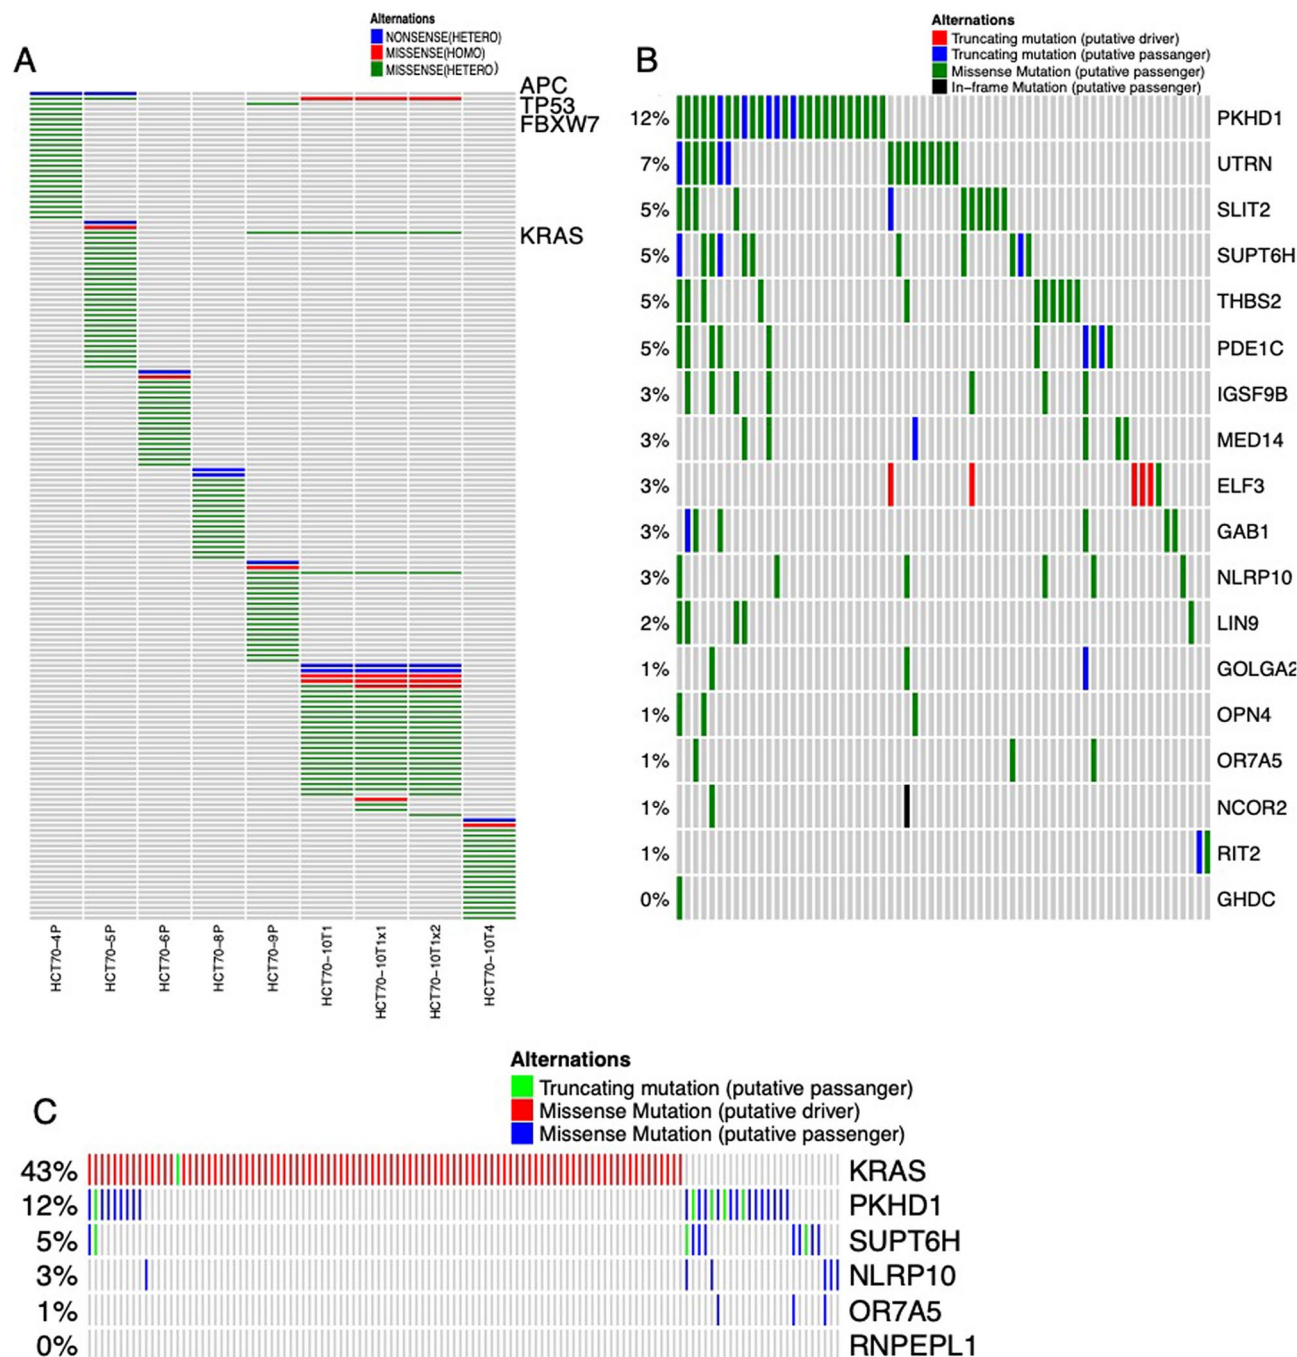 A
Alternations
NONSENSE(HETERO)
MISSENSE(HOMO)
MISSENSE(HETERO)
APC
TP53
FBXW7
KRAS
HCT70-4P
HCT70-5P
HCT70-6P
HCT70-8P
HCT70-9P
HCT70-10T1
HCT70-10T1x1
HCT70-10T1x2
HCT70-10T4
B
Alternations
Truncating mutation (putative driver)
Truncating mutation (putative passanger)
Missense Mutation (putative passenger)
In-frame Mutation (putative passenger)
12% PKHD1
7% UTRN
5% SLIT2
5% SUPT6H
5% THBS2
5% PDE1C
3% IGSF9B
3% MED14
3% ELF3
3% GAB1
3% NLRP10
2% LIN9
1% GOLGA2
1% OPN4
1% OR7A5
1% NCOR2
1% RIT2
0% GHDC
C
Alternations
Truncating mutation (putative passanger)
Missense Mutation (putative driver)
Missense Mutation (putative passenger)
43% KRAS
12% PKHD1
5% SUPT6H
3% NLRP10
1% OR7A5
0% RNPEPL1